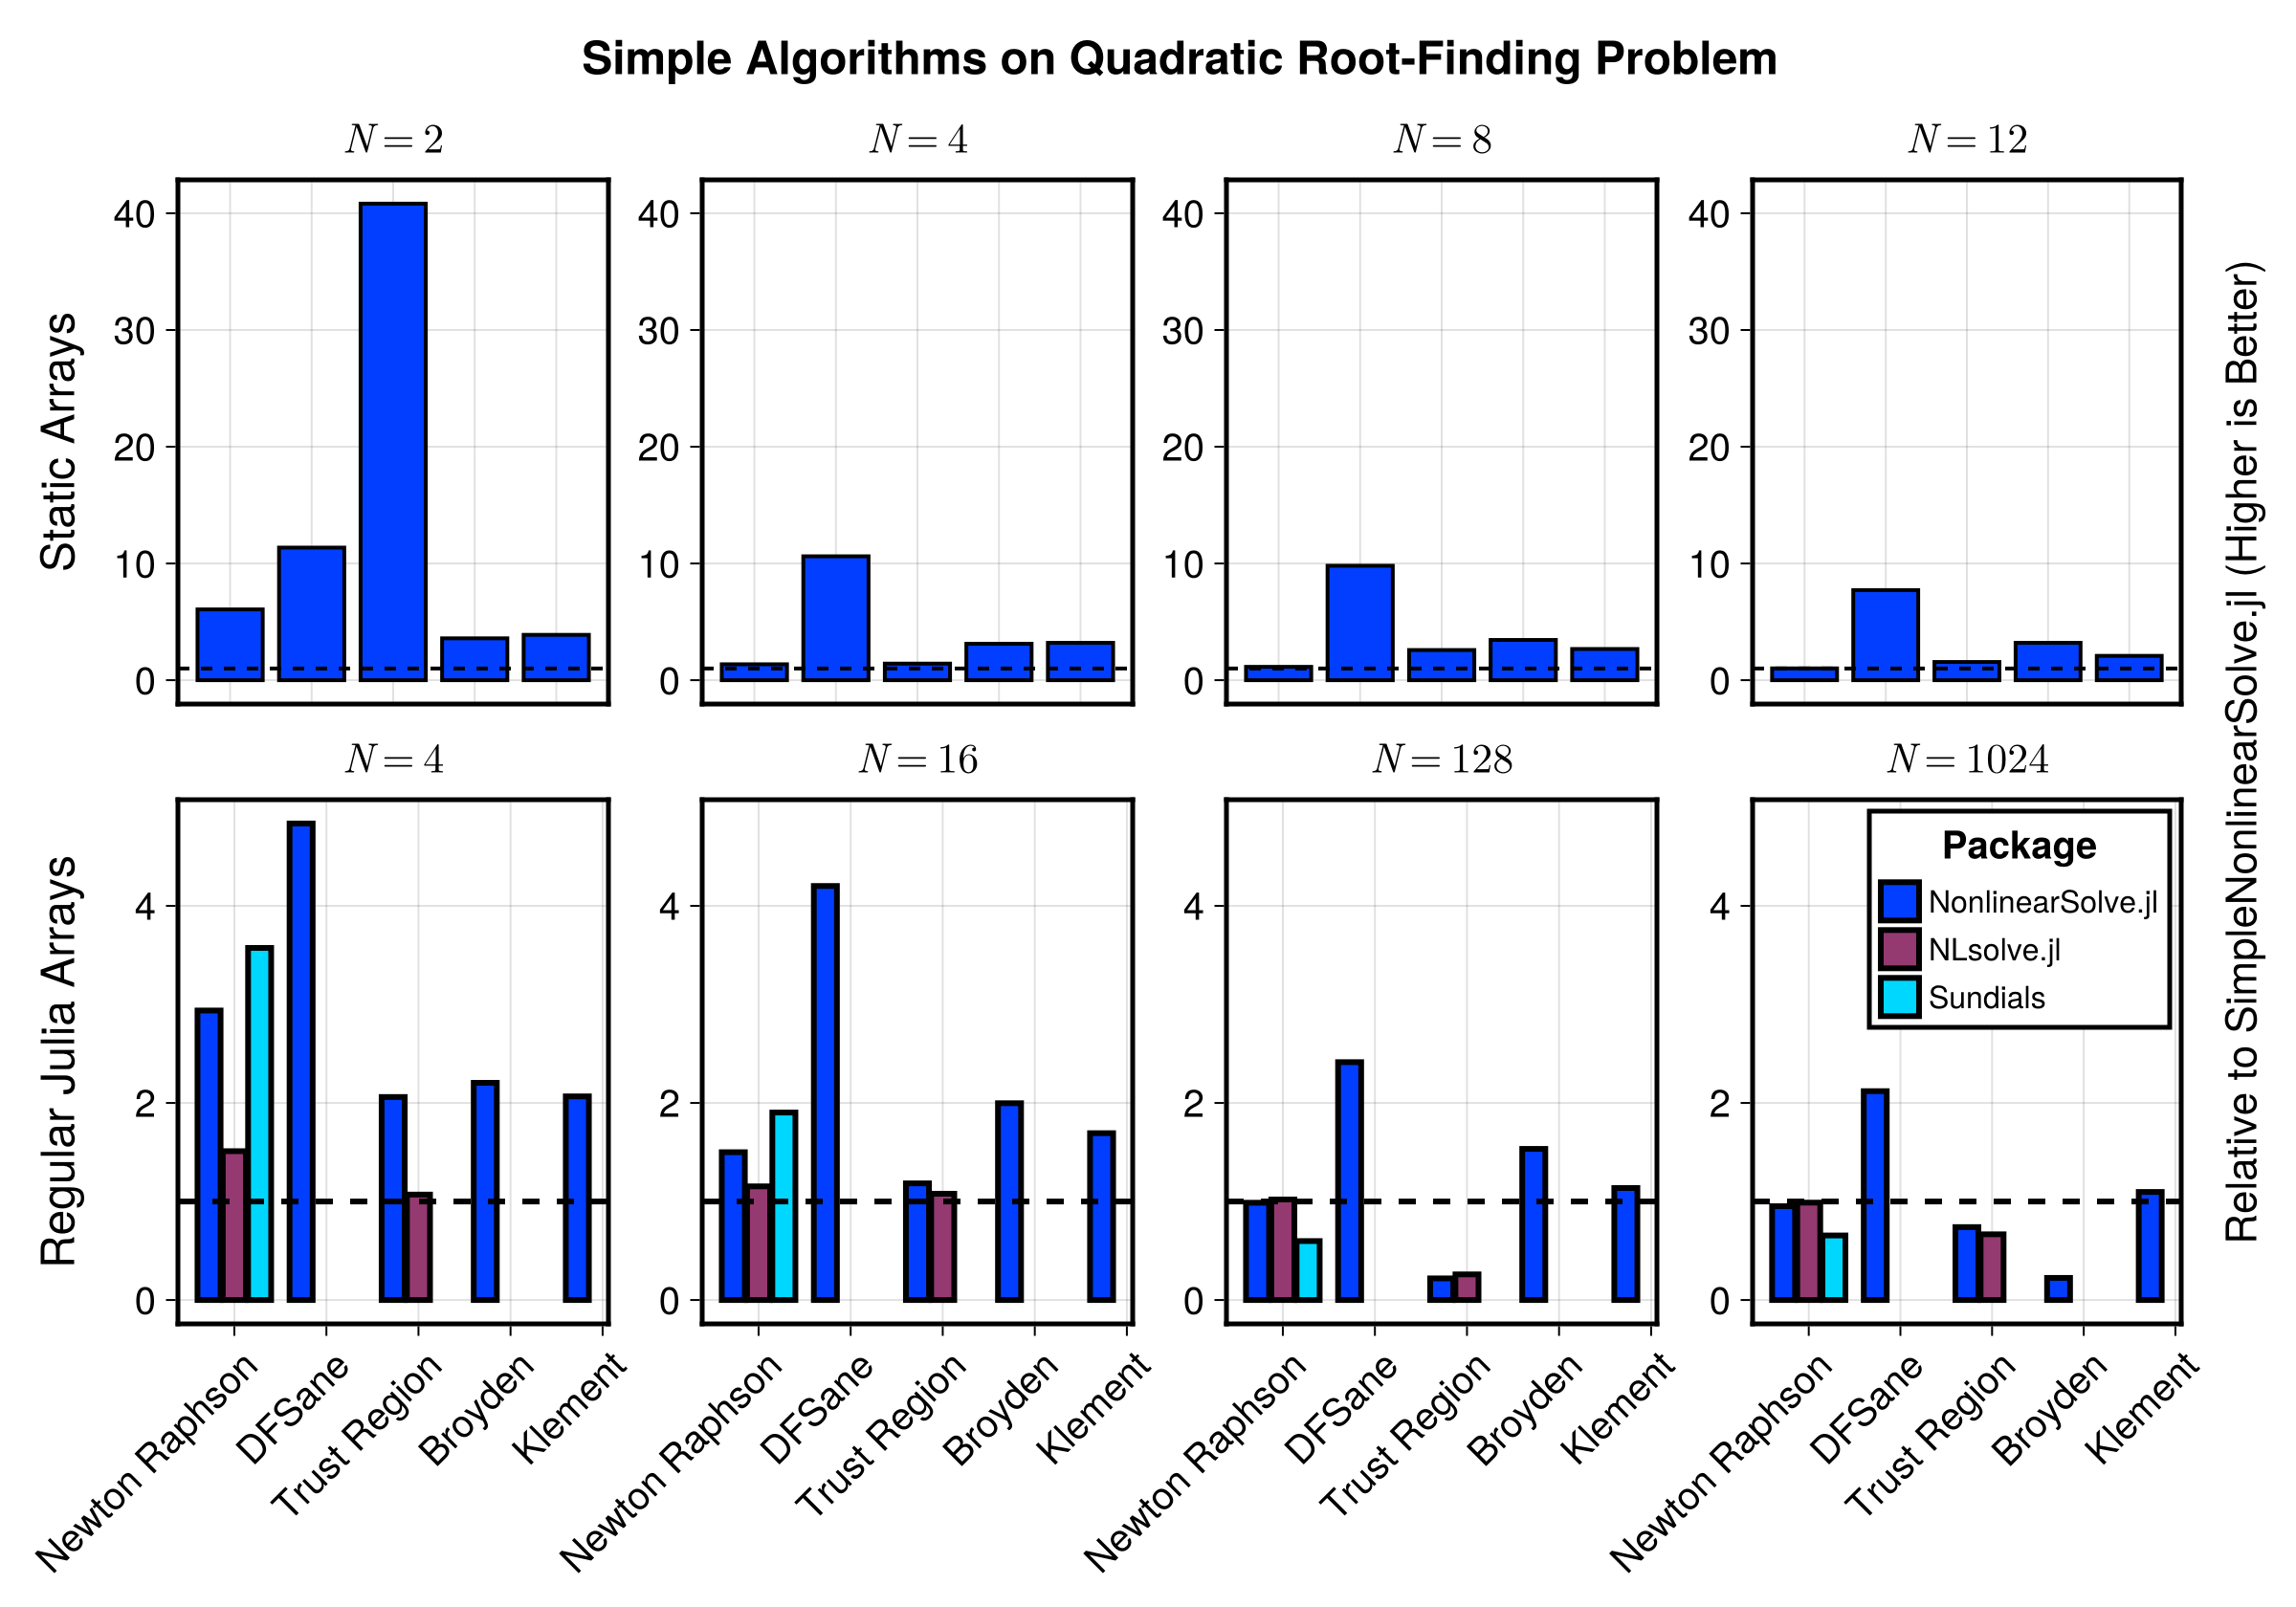 Simple Algorithms on Quadratic Root-Finding Problem
N = 2
N = 4
N = 8
N = 12
Static Arrays
40
30
20
10
0
40
30
20
10
0
40
30
20
10
0
40
30
20
10
0
N = 4
N = 16
N = 128
N = 1024
Regular Julia Arrays
4
2
0
4
2
0
4
2
0
4
2
0
Package
NonlinearSolve.jl
NLsolve.jl
Sundials
Newton Raphson
DFSane
Trust Region
Broyden
Klement
Newton Raphson
DFSane
Trust Region
Broyden
Klement
Newton Raphson
DFSane
Trust Region
Broyden
Klement
Newton Raphson
DFSane
Trust Region
Broyden
Klement
Relative to SimpleNonlinearSolve.jl (Higher is Better)